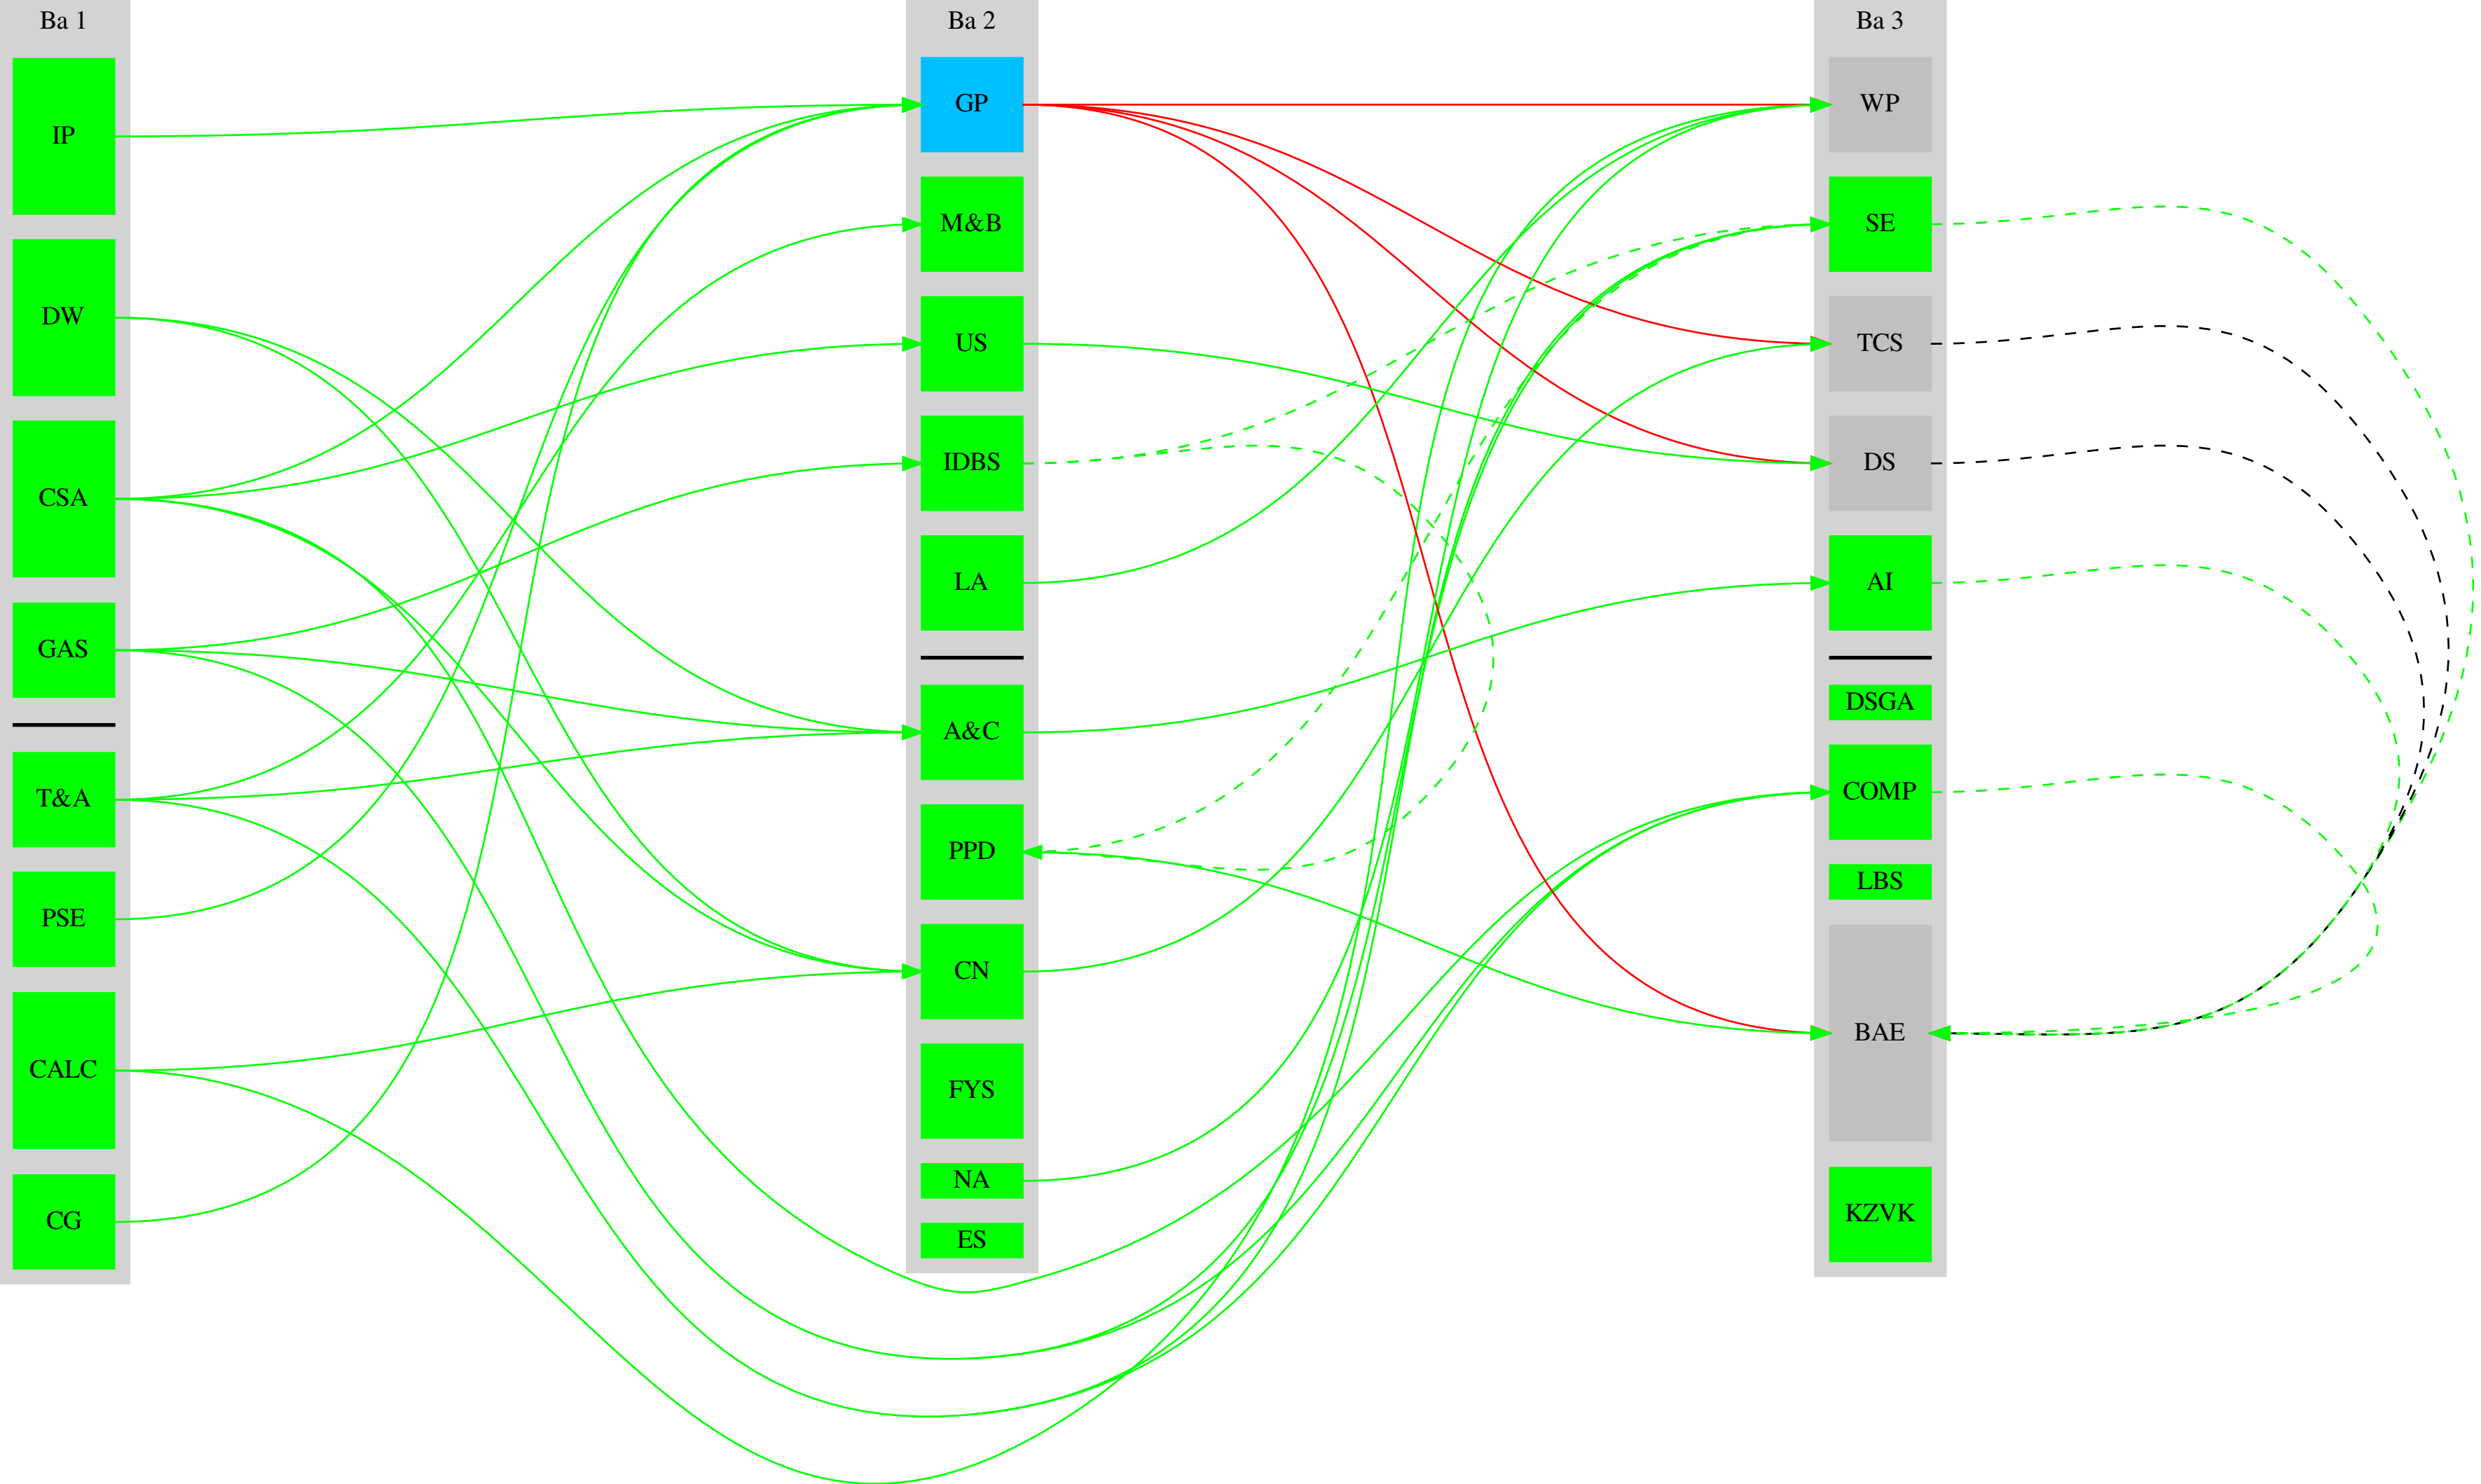 Ba 1
IP
DW
CSA
GAS
T&A
PSE
CALC
CG
Ba 2
GP
M&B
US
IDBS
LA
A&C
PPD
CN
FYS
NA
ES
Ba 3
WP
SE
TCS
DS
AI
DSGA
COMP
LBS
BAE
KZVK